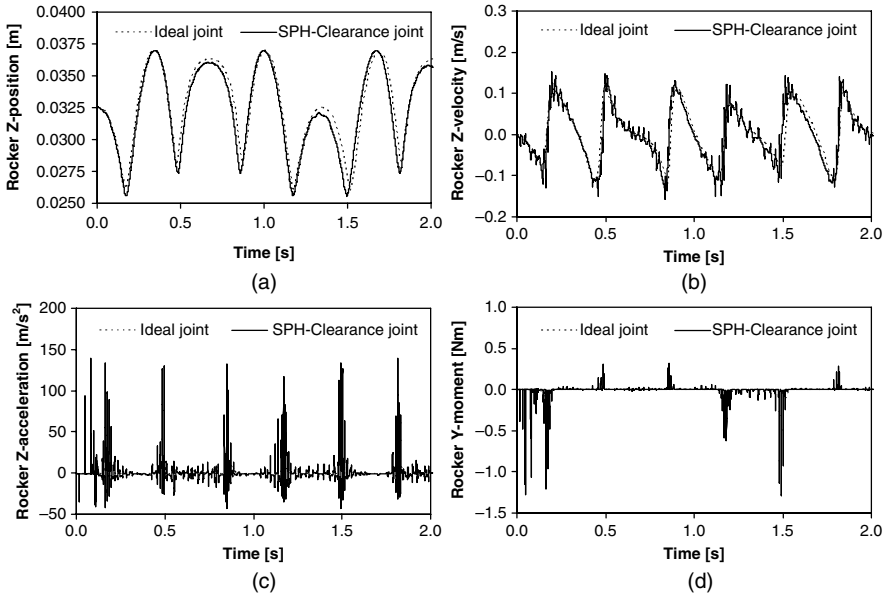 0.0400
0.0375
0.0350
0.0325
0.0300
0.0275
0.0250
Rocker Z-position [m]
Ideal joint
SPH-Clearance joint
0.0
0.5
1.0
1.5
2.0
Time [s]
(a)
0.3
0.2
0.1
0.0
−0.1
−0.2
Rocker Z-velocity [m/s]
Ideal joint
SPH-Clearance joint
0.0
0.5
1.0
1.5
2.0
Time [s]
(b)
200
150
100
50
0
−50
Rocker Z-acceleration [m/s²]
Ideal joint
SPH-Clearance joint
0.0
0.5
1.0
1.5
2.0
Time [s]
(c)
1.0
0.5
0.0
−0.5
−1.0
−1.5
Rocker Y-moment [Nm]
Ideal joint
SPH-Clearance joint
0.0
0.5
1.0
1.5
2.0
Time [s]
(d)